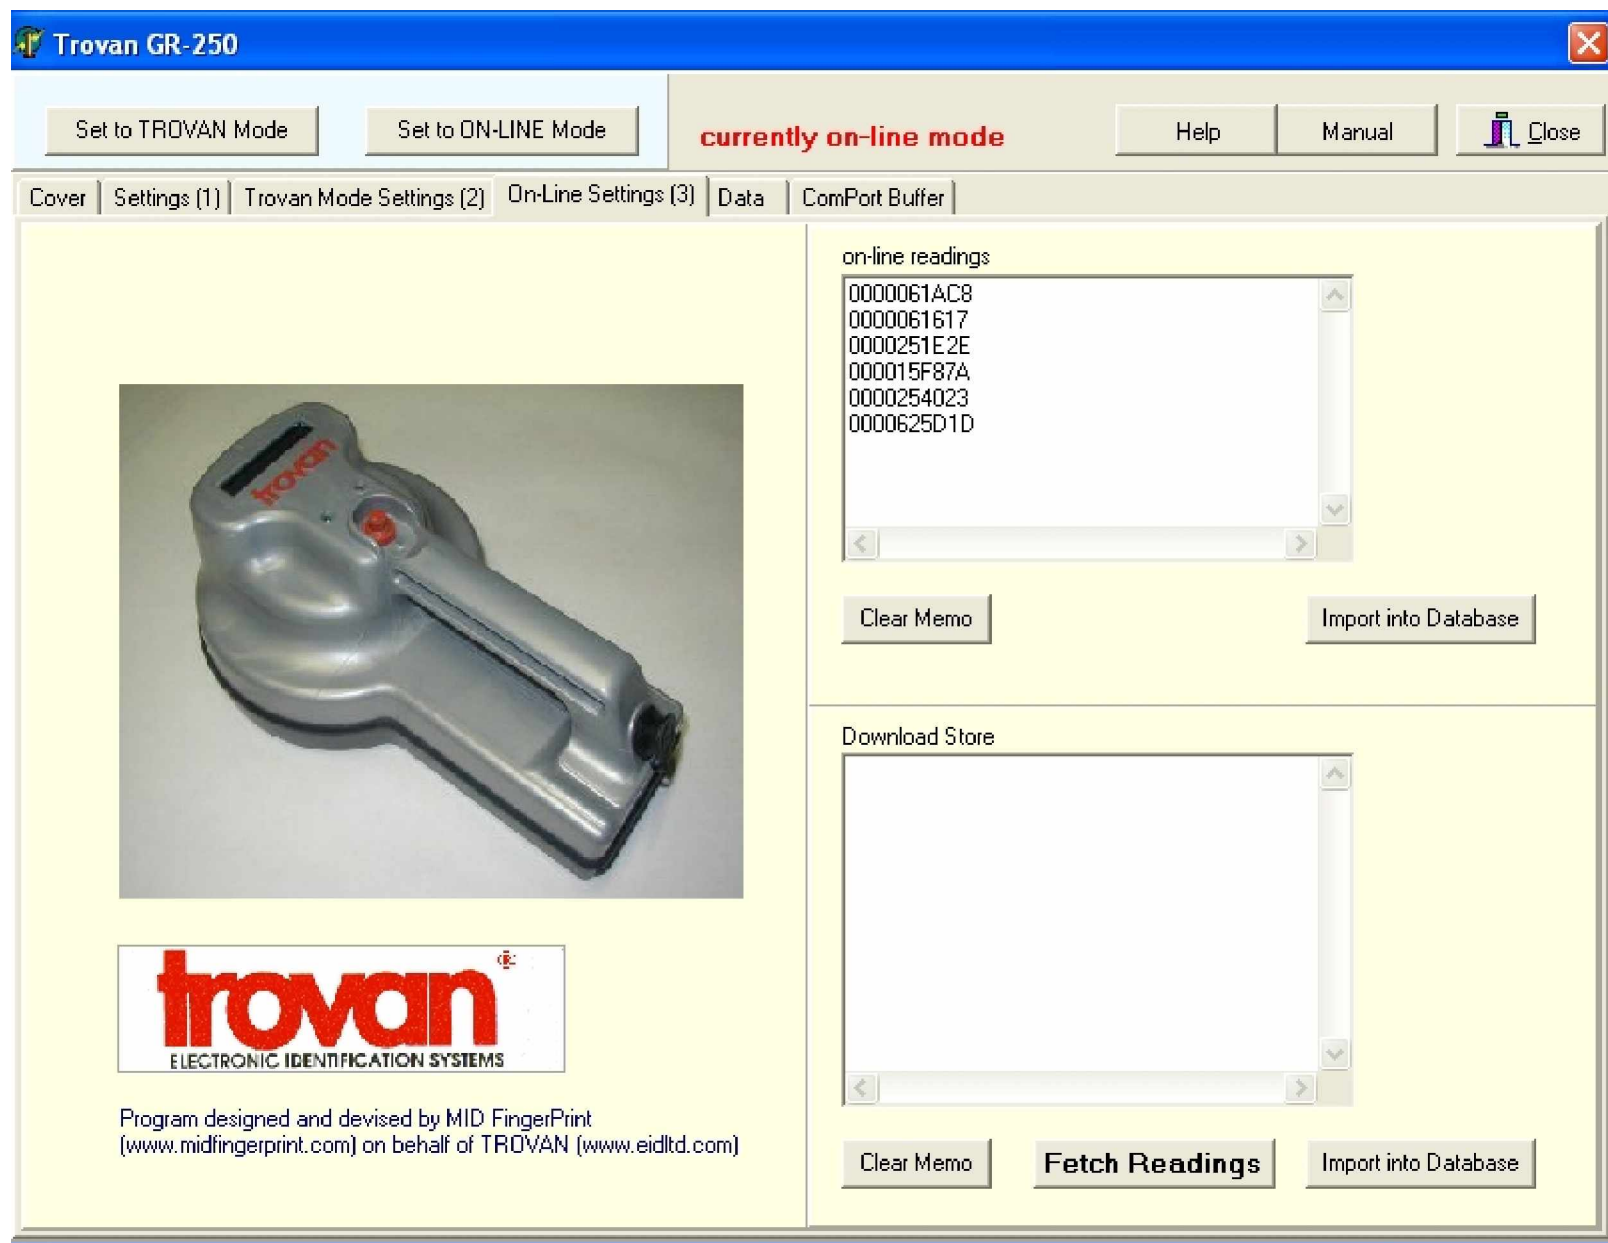 Trovan GR-250
Set to TROVAN Mode
Set to ON-LINE Mode
currently on-line mode
Help
Manual
Close
Cover
Settings (1)
Trovan Mode Settings (2)
On-Line Settings (3)
Data
ComPort Buffer
on-line readings
0000061AC8
0000061617
0000251E2E
000015F87A
0000254023
0000625D1D
Clear Memo
Import into Database
trovan
trovan®
ELECTRONIC IDENTIFICATION SYSTEMS
Program designed and devised by MID FingerPrint
(www.midfingerprint.com) on behalf of TROVAN (www.eidltd.com)
Download Store
Clear Memo
Fetch Readings
Import into Database